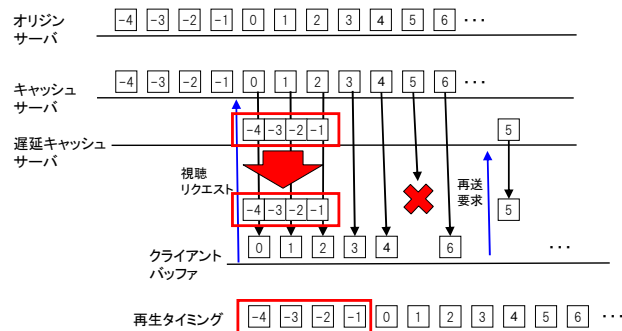 オリジン
サーバ
-4 -3 -2 -1 0 1 2 3 4 5 6 ···
キャッシュ
サーバ
-4 -3 -2 -1 0 1 2 3 4 5 6 ···
遅延キャッシュ
サーバ
-4 -3 -2 -1
5
視聴
リクエスト
再送
要求
-4 -3 -2 -1
5
クライアント
バッファ
0 1 2 3 4 6 ···
再生タイミング
-4 -3 -2 -1 0 1 2 3 4 5 6 ···